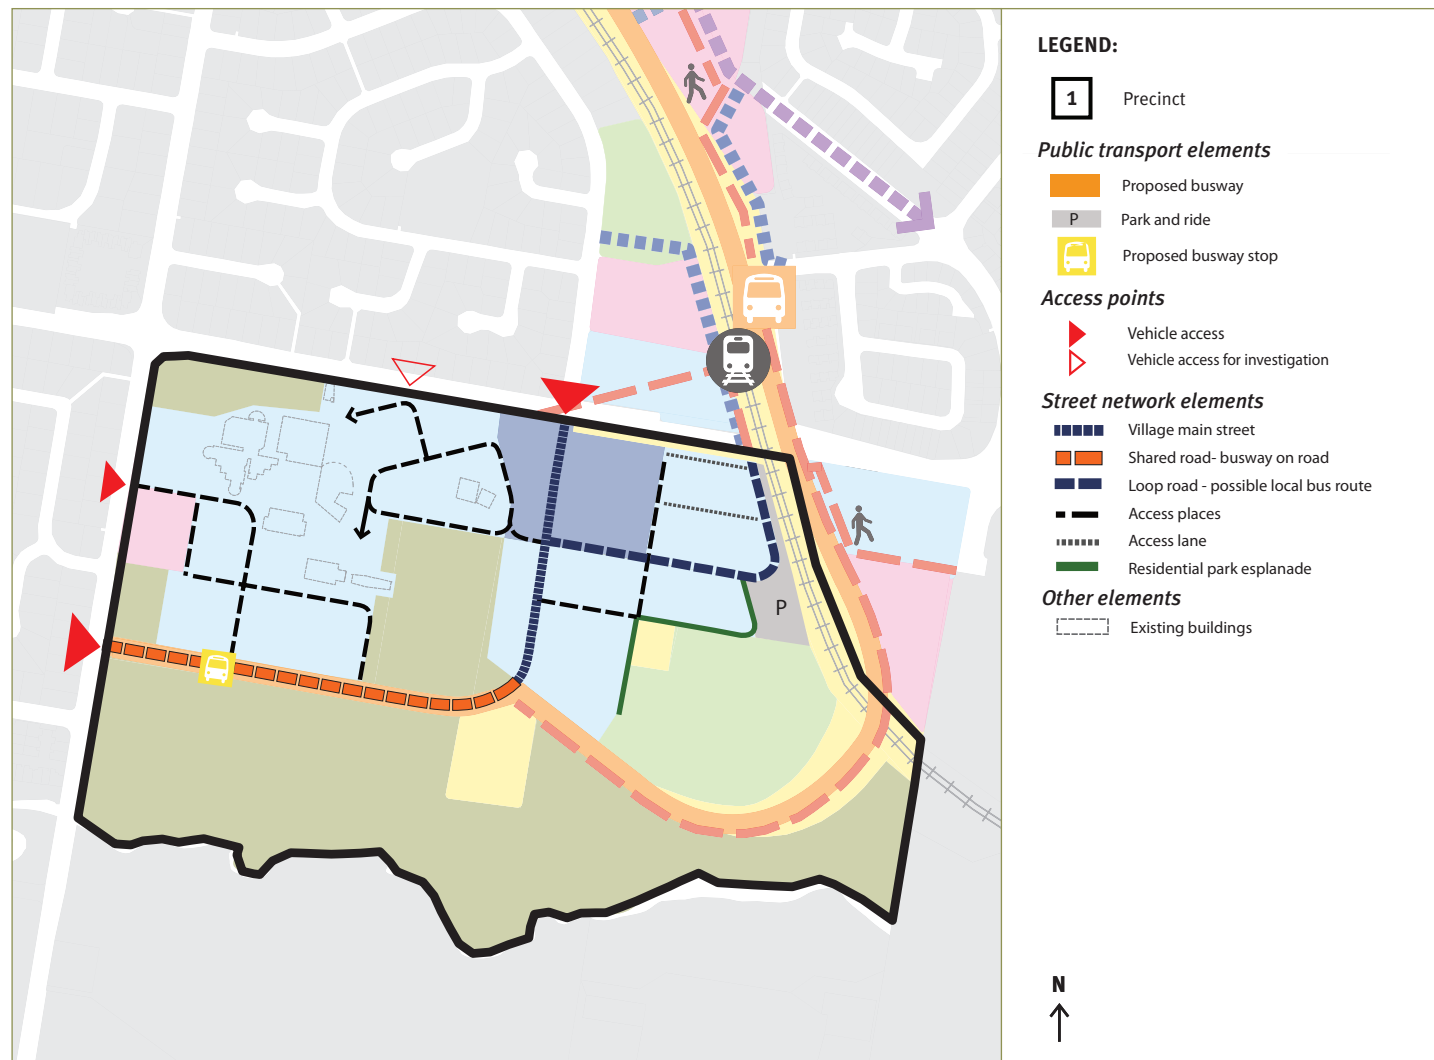 LEGEND:
1 Precinct
Public transport elements
Proposed busway
P Park and ride
Proposed busway stop
Access points
Vehicle access
Vehicle access for investigation
Street network elements
Village main street
Shared road- busway on road
Loop road - possible local bus route
Access places
Access lane
Residential park esplanade
Other elements
Existing buildings
P
N